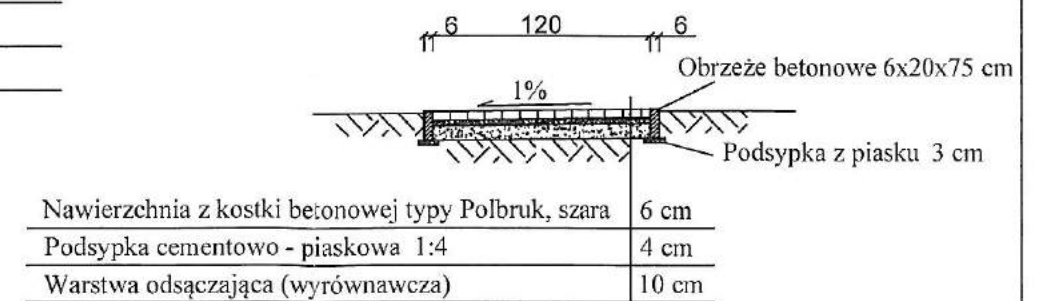 6 120 6
Obrzeże betonowe 6x20x75 cm
1%
Podsypka z piasku 3 cm
Nawierzchnia z kostki betonowej typy Polbruk, szara 6 cm
Podsypka cementowo - piaskowa 1:4 4 cm
Warstwa odsączająca (wyrównawcza) 10 cm